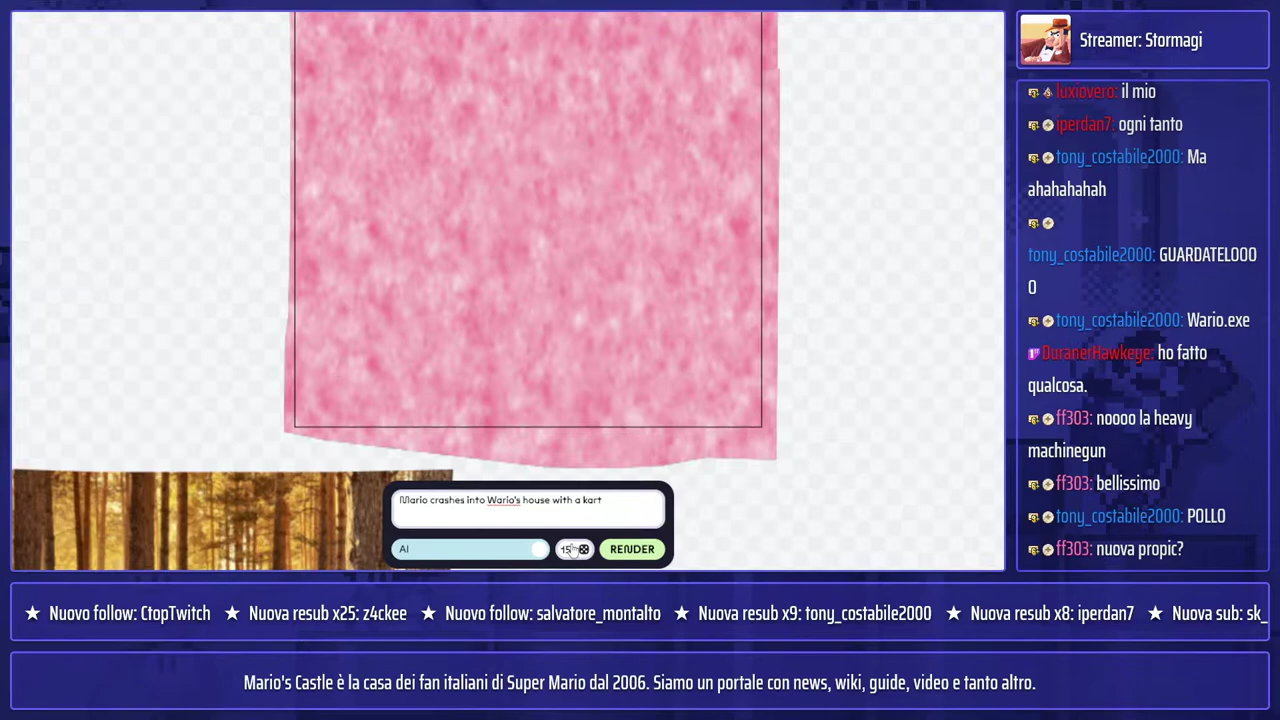 Streamer: Stormagi
luxiovero: il mio
iperdan7: ogni tanto
tony_costabile2000: Ma
ahahahahah
tony_costabile2000: GUARDATELOOO
O
tony_costabile2000: Wario.exe
DuranerHawkeye: ho fatto
qualcosa.
ff303: noooo la heavy
machinegun
ff303: bellissimo
tony_costabile2000: POLLO
ff303: nuova propic?
Mario crashes into Wario's house with a kart
AI
RENDER
★ Nuovo follow: CtopTwitch ★ Nuova resub x25: z4ckee ★ Nuovo follow: salvatore_montalto ★ Nuova resub x9: tony_costabile2000 ★ Nuova resub x8: iperdan7 ★ Nuova sub: sk_
Mario's Castle è la casa dei fan italiani di Super Mario dal 2006. Siamo un portale con news, wiki, guide, video e tanto altro.